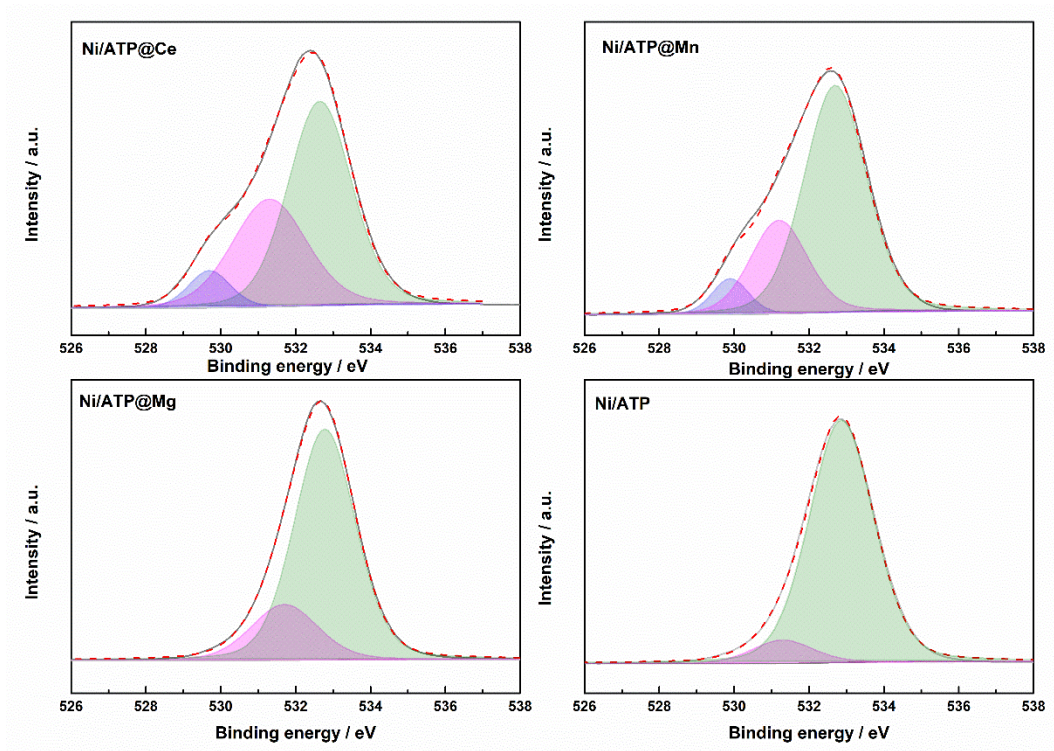 Ni/ATP@Ce
Intensity / a.u.
526 528 530 532 534 536 538
Binding energy / eV
Ni/ATP@Mn
Intensity / a.u.
526 528 530 532 534 536 538
Binding energy / eV
Ni/ATP@Mg
Intensity / a.u.
526 528 530 532 534 536 538
Binding energy / eV
Ni/ATP
Intensity / a.u.
526 528 530 532 534 536 538
Binding energy / eV